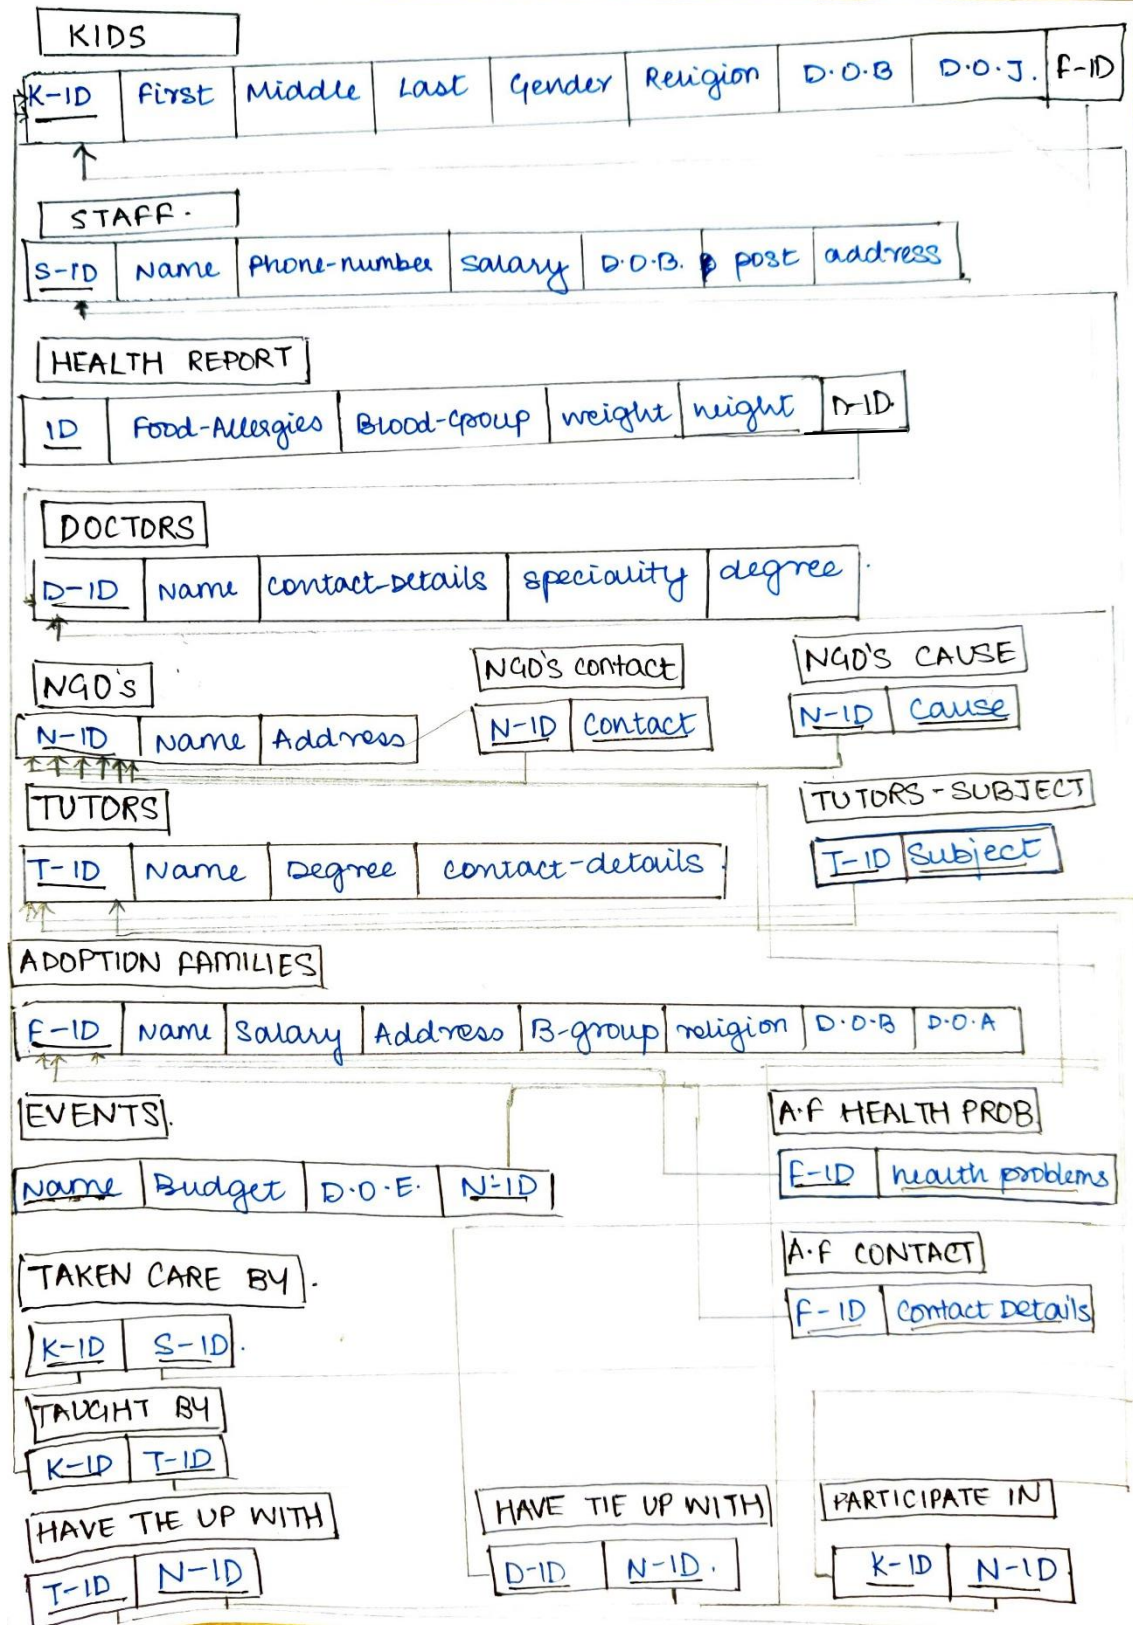 KIDS
K-ID First Middle Last Gender Religion D.O.B D.O.J. F-ID
STAFF.
S-ID Name Phone-number salary D.O.B. post address
HEALTH REPORT
ID Food-Allergies Blood-Group weight height D-ID.
DOCTORS
D-ID Name contact-Details speciality degree
NGO's NGO's contact NGO'S CAUSE
N-ID Name Address N-ID contact N-ID cause
TUTORS TUTORS-SUBJECT
T-ID Name Degree contact-details T-ID Subject
ADOPTION FAMILIES
F-ID Name Salary Address B-group religion D.O.B D.O.A
EVENTS. A.F HEALTH PROB
Name Budget D.O.E. N-ID F-ID health problems
TAKEN CARE BY. A.F CONTACT
K-ID S-ID. F-ID contact Details
TAUGHT BY
K-ID T-ID
HAVE TIE UP WITH HAVE TIE UP WITH PARTICIPATE IN
T-ID N-ID D-ID N-ID. K-ID N-ID